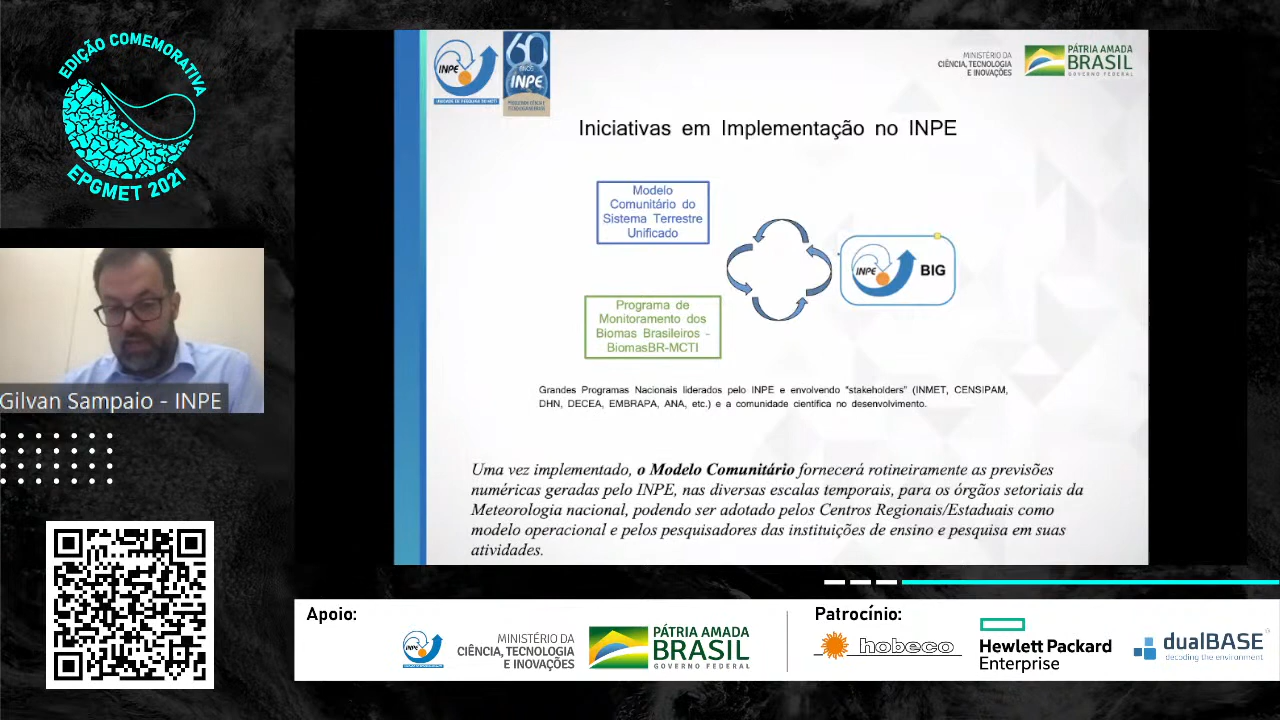 EDIÇÃO COMEMORATIVA
EPGMET 2021
Gilvan Sampaio - INPE
INPE
60
ANOS
INPE
MINISTÉRIO DA
CIÊNCIA, TECNOLOGIA
E INOVAÇÕES
PÁTRIA AMADA
BRASIL
GOVERNO FEDERAL
Iniciativas em Implementação no INPE
Modelo
Comunitário do
Sistema Terrestre
Unificado
INPE
BIG
Programa de
Monitoramento dos
Biomas Brasileiros -
BiomasBR-MCTI
Grandes Programas Nacionais liderados pelo INPE e envolvendo "stakeholders" (INMET, CENSIPAM,
DHN, DECEA, EMBRAPA, ANA, etc.) e a comunidade científica no desenvolvimento.
Uma vez implementado, o Modelo Comunitário fornecerá rotineiramente as previsões
numéricas geradas pelo INPE, nas diversas escalas temporais, para os órgãos setoriais da
Meteorologia nacional, podendo ser adotado pelos Centros Regionais/Estaduais como
modelo operacional e pelos pesquisadores das instituições de ensino e pesquisa em suas
atividades.
Apoio:
INPE
MINISTÉRIO DA
CIÊNCIA, TECNOLOGIA
E INOVAÇÕES
PÁTRIA AMADA
BRASIL
GOVERNO FEDERAL
Patrocínio:
hobeco
Hewlett Packard
Enterprise
dualBASE
decoding the environment